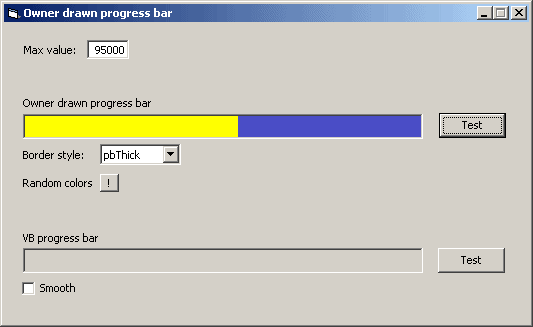 Owner drawn progress bar
Max value: 95000
Owner drawn progress bar
Test
Border style: pbThick
Random colors !
VB progress bar
Test
Smooth